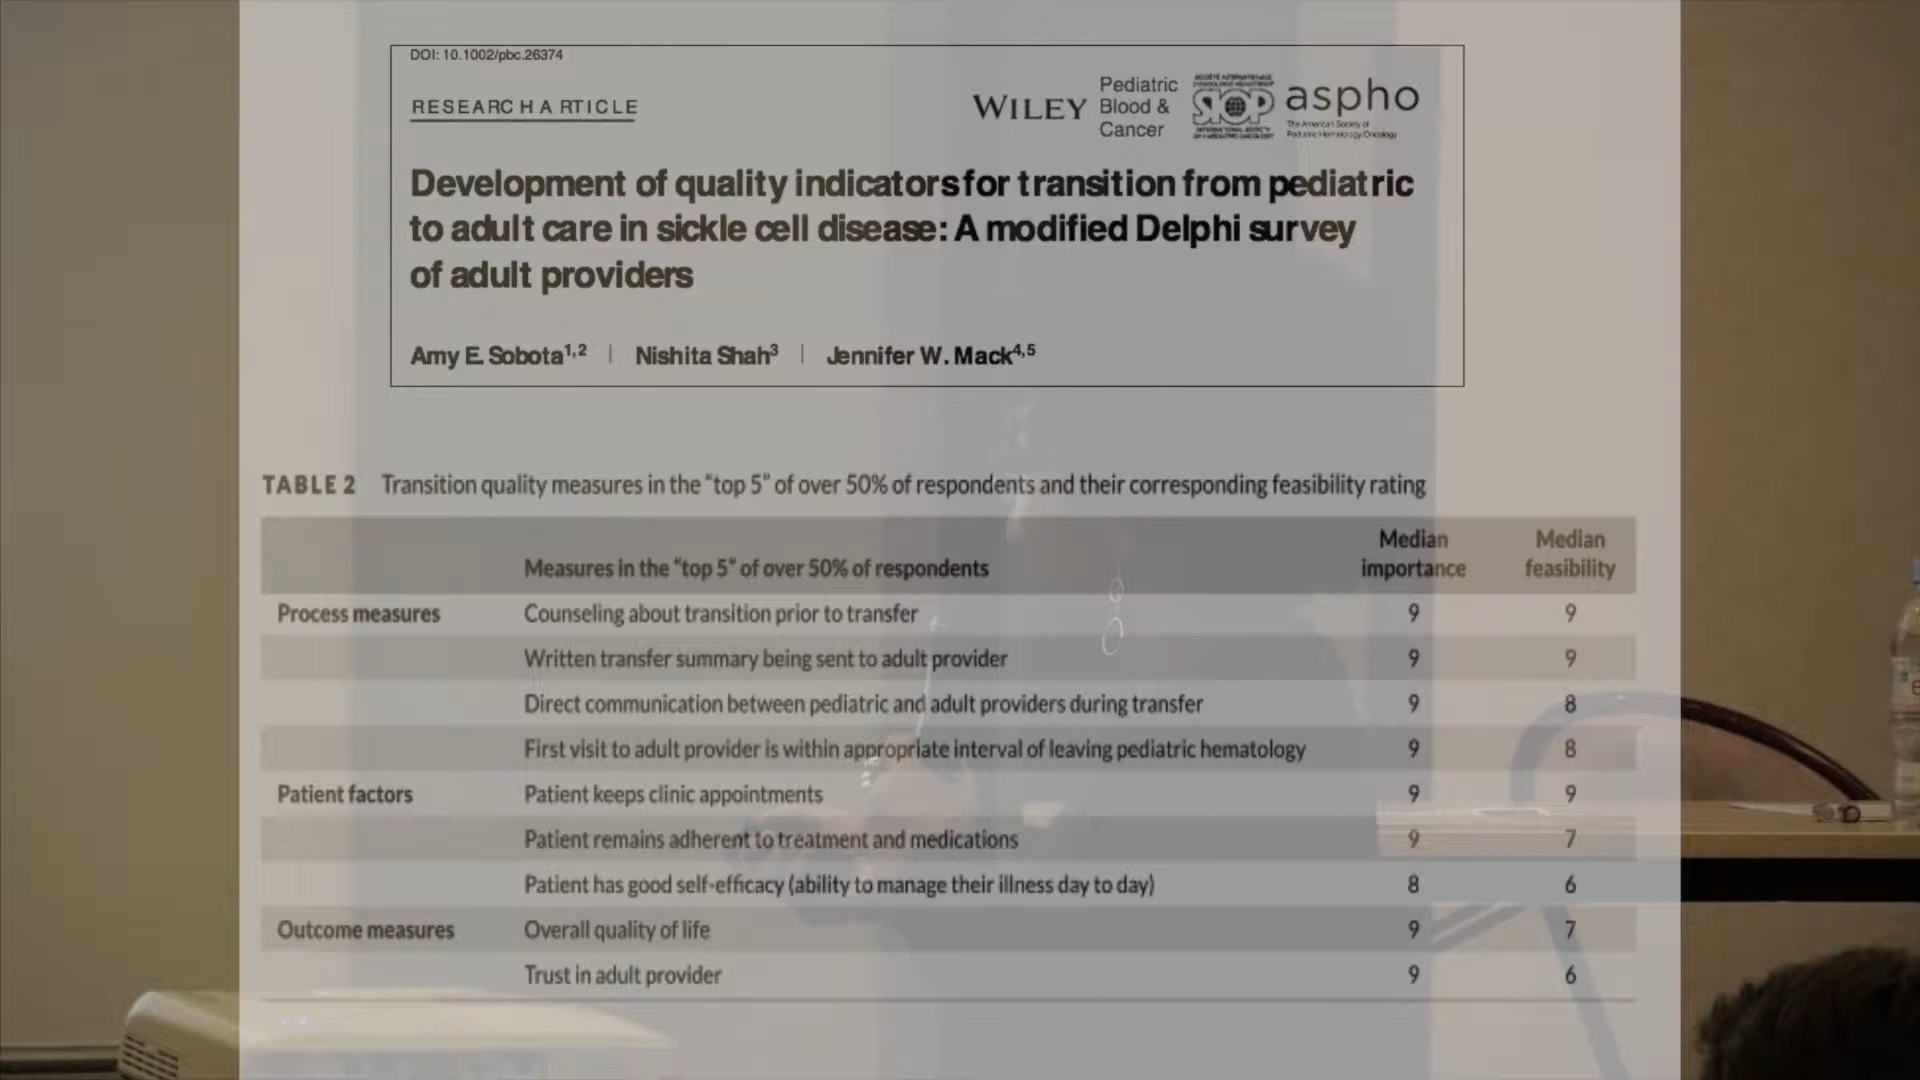 DOI: 10.1002/pbc.26374
RESEARCH ARTICLE
WILEY
Pediatric
Blood &
Cancer
SIOP
aspho
The American Society of
Pediatric Hematology/Oncology
Development of quality indicators for transition from pediatric
to adult care in sickle cell disease: A modified Delphi survey
of adult providers
Amy E. Sobota1,2 | Nishita Shah3 | Jennifer W. Mack4,5
TABLE 2 Transition quality measures in the “top 5” of over 50% of respondents and their corresponding feasibility rating
Measures in the “top 5” of over 50% of respondents Median importance Median feasibility
Process measures Counseling about transition prior to transfer 9 9
Written transfer summary being sent to adult provider 9 9
Direct communication between pediatric and adult providers during transfer 9 8
First visit to adult provider is within appropriate interval of leaving pediatric hematology 9 8
Patient factors Patient keeps clinic appointments 9 9
Patient remains adherent to treatment and medications 9 7
Patient has good self-efficacy (ability to manage their illness day to day) 8 6
Outcome measures Overall quality of life 9 7
Trust in adult provider 9 6